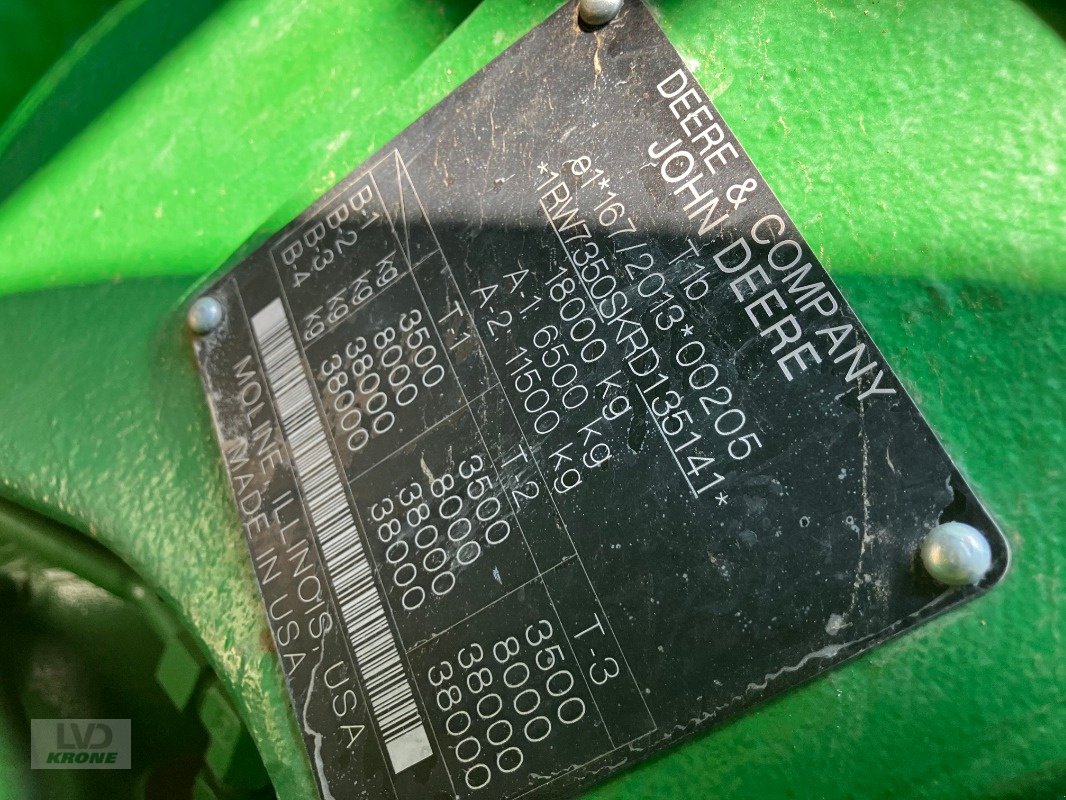 DEERE & COMPANY
JOHN DEERE
T1b
e1*167/2013*00205
*1RW7350SKRD135141*
18000 kg
A-1: 6500 kg
A-2: 11500 kg
T-1 T-2 T-3
B-1 kg 3500 3500 3500
B-2 kg 8000 8000 8000
B-3 kg 38000 38000 38000
B-4 kg 38000 38000 38000
MOLINE, ILLINOIS, USA
MADE IN USA
LVD
KRONE